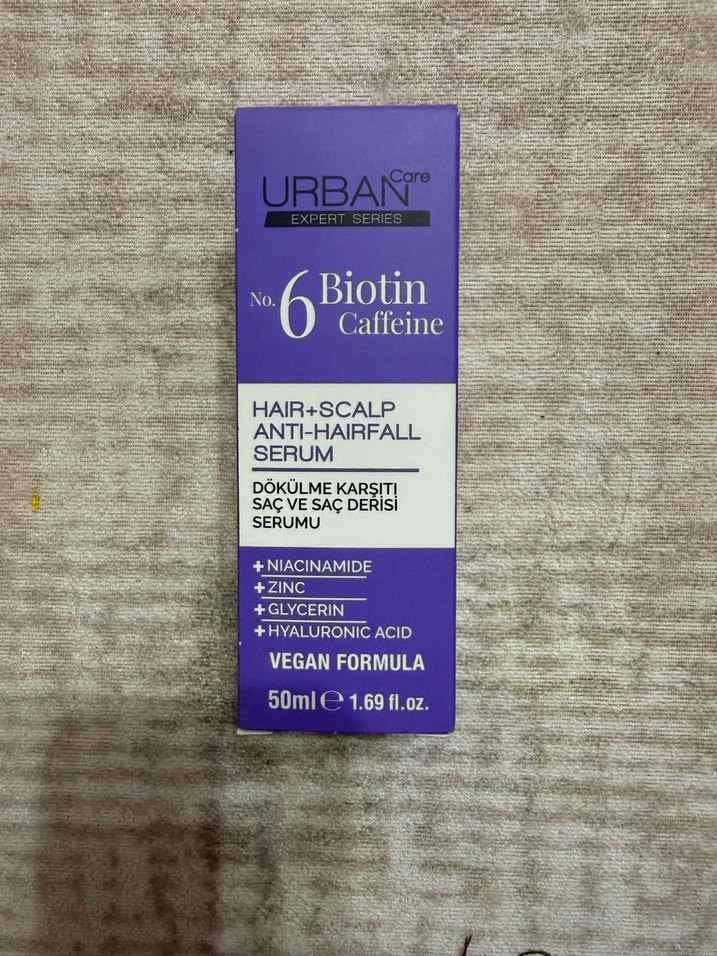 URBAN Care
EXPERT SERIES
No. 6 Biotin
Caffeine
HAIR+SCALP
ANTI-HAIRFALL
SERUM
DÖKÜLME KARŞITI
SAÇ VE SAÇ DERİSİ
SERUMU
+NIACINAMIDE
+ZINC
+GLYCERIN
+HYALURONIC ACID
VEGAN FORMULA
50ml ℮ 1.69 fl.oz.